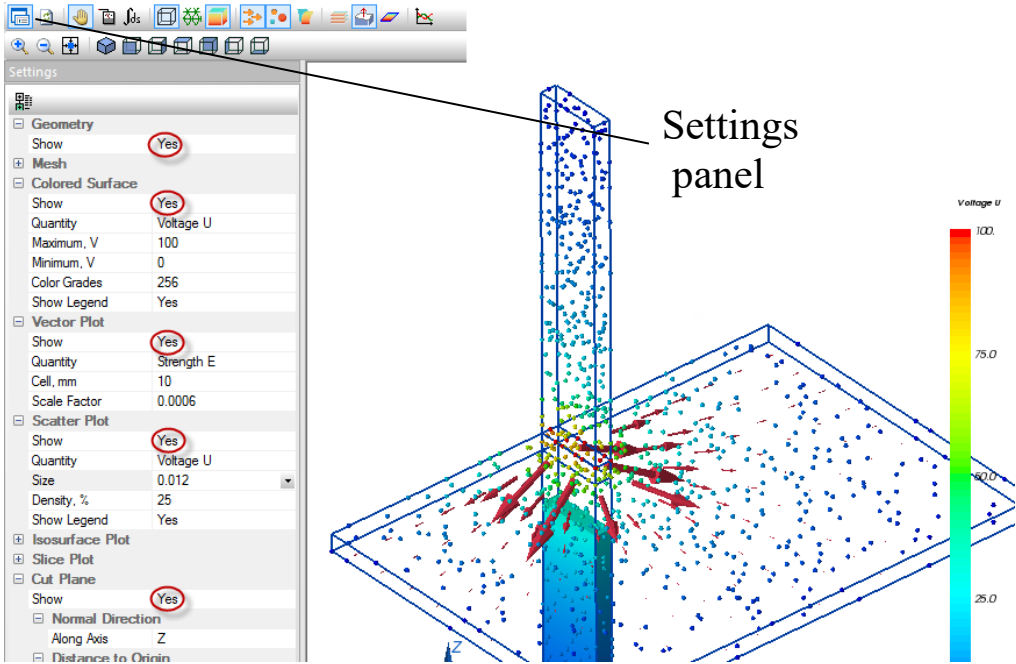 ∫ds
Settings
Geometry
Show Yes
Mesh
Colored Surface
Show Yes
Quantity Voltage U
Maximum, V 100
Minimum, V 0
Color Grades 256
Show Legend Yes
Vector Plot
Show Yes
Quantity Strength E
Cell, mm 10
Scale Factor 0.0006
Scatter Plot
Show Yes
Quantity Voltage U
Size 0.012
Density, % 25
Show Legend Yes
Isosurface Plot
Slice Plot
Cut Plane
Show Yes
Normal Direction
Along Axis Z
Distance to Origin
Settings
panel
Voltage U
100.
75.0
50.0
25.0
Z